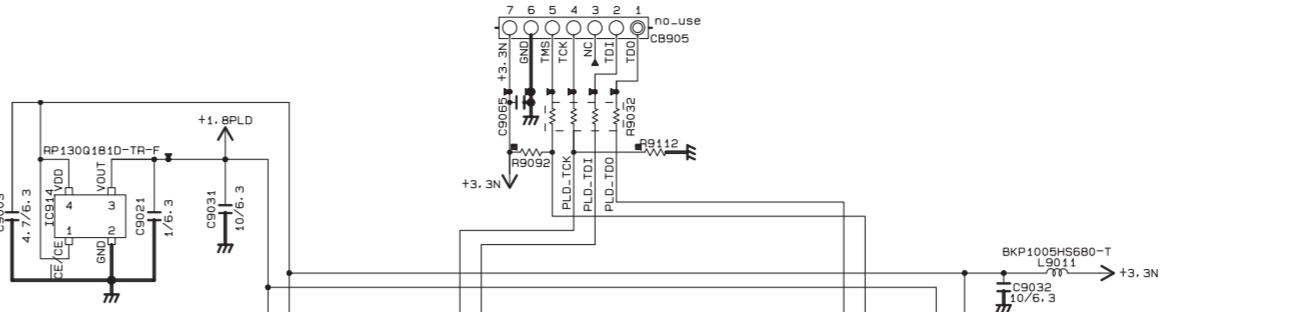 7 6 5 4 3 2 1
no_use
CB905
+3.3N
GND
TMS
TCK
NC
TDI
TDO
C9065
R9032
+1.8PLD
RP130Q181D-TR-F
VDD
VOUT
R9112
R9092
+3.3N
PLD_TCK
PLD_TDI
PLD_TDO
4.7/6.3
IC914
4 3
1 2
CE/CE
GND
C9021
1/6.3
C9031
10/6.3
BKP1005HS680-T
L9011
+3.3N
C9032
10/6.3